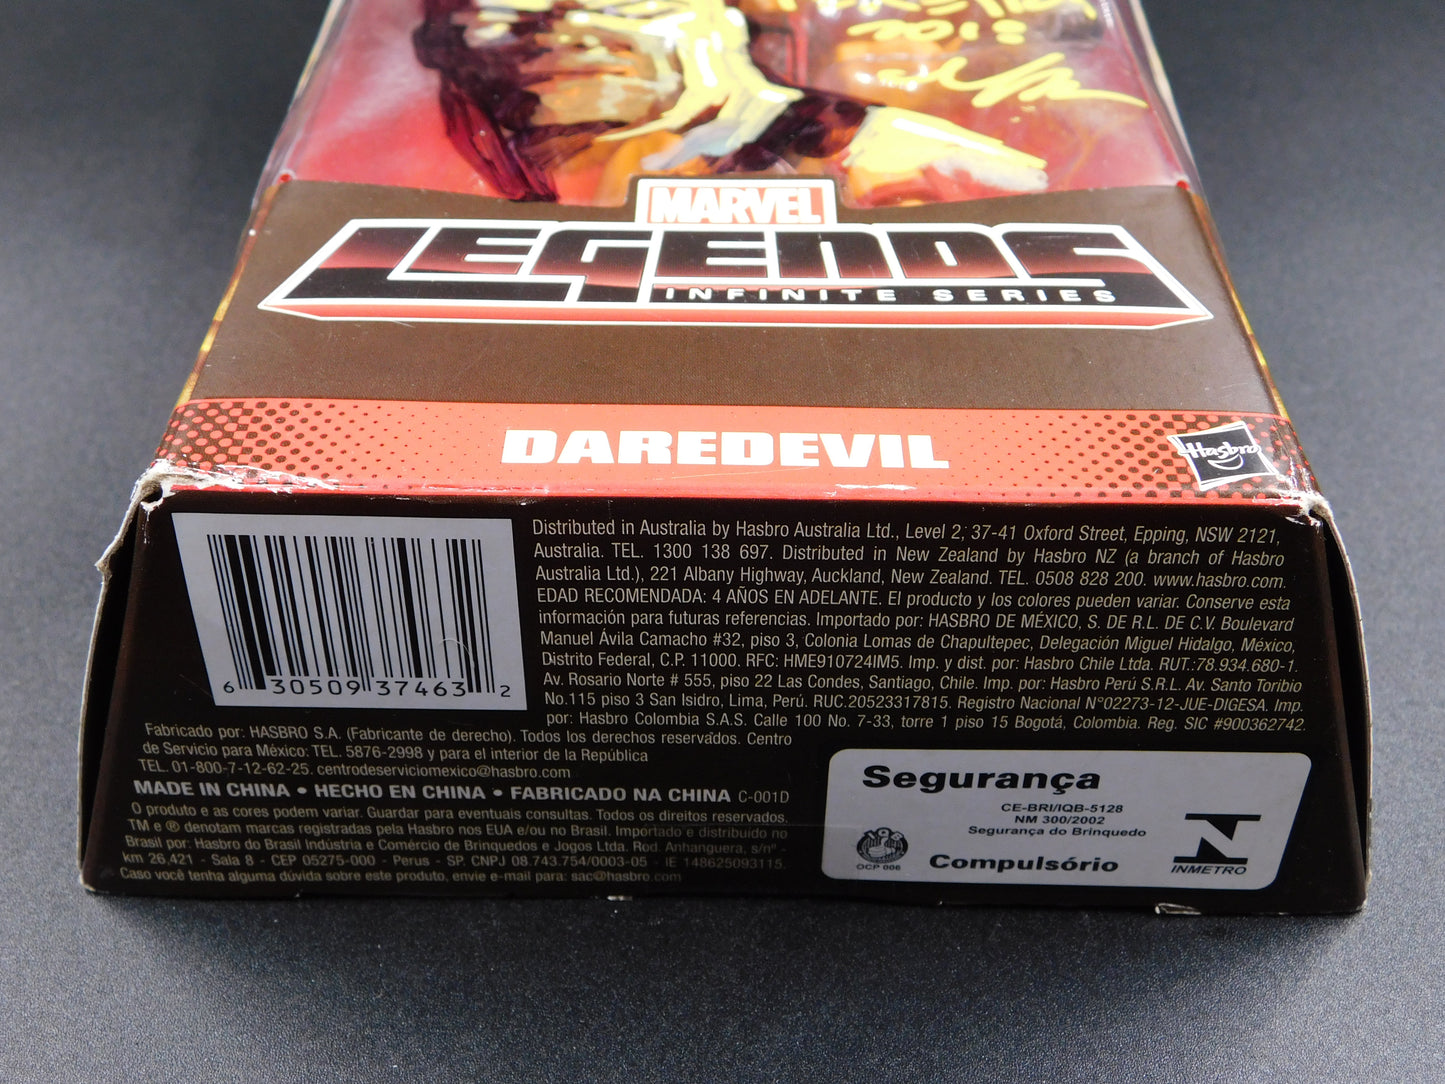 2013
MARVEL
LEGENDS
INFINITE SERIES
DAREDEVIL
Hasbro
6 30509 37463 2
Distributed in Australia by Hasbro Australia Ltd., Level 2, 37-41 Oxford Street, Epping, NSW 2121,
Australia. TEL. 1300 138 697. Distributed in New Zealand by Hasbro NZ (a branch of Hasbro
Australia Ltd.), 221 Albany Highway, Auckland, New Zealand. TEL. 0508 828 200. www.hasbro.com.
EDAD RECOMENDADA: 4 AÑOS EN ADELANTE. El producto y los colores pueden variar. Conserve esta
información para futuras referencias. Importado por: HASBRO DE MÉXICO, S. DE R.L. DE C.V. Boulevard
Manuel Ávila Camacho #32, piso 3, Colonia Lomas de Chapultepec, Delegación Miguel Hidalgo, México,
Distrito Federal, C.P. 11000. RFC: HME910724IM5. Imp. y dist. por: Hasbro Chile Ltda. RUT.:78.934.680-1.
Av. Rosario Norte # 555, piso 22 Las Condes, Santiago, Chile. Imp. por: Hasbro Perú S.R.L. Av. Santo Toribio
No.115 piso 3 San Isidro, Lima, Perú. RUC.20523317815. Registro Nacional N°02273-12-JUE-DIGESA. Imp.
por: Hasbro Colombia S.A.S. Calle 100 No. 7-33, torre 1 piso 15 Bogotá, Colombia. Reg. SIC #900362742.
Fabricado por: HASBRO S.A. (Fabricante de derecho). Todos los derechos reservados. Centro
de Servicio para México: TEL. 5876-2998 y para el interior de la República
TEL. 01-800-7-12-62-25. centrodeserviciomexico@hasbro.com
MADE IN CHINA • HECHO EN CHINA • FABRICADO NA CHINA C-001D
O produto e as cores podem variar. Guardar para eventuais consultas. Todos os direitos reservados.
TM e ® denotam marcas registradas pela Hasbro nos EUA e/ou no Brasil. Importado e distribuido no
Brasil por: Hasbro do Brasil Indústria e Comércio de Brinquedos e Jogos Ltda. Rod. Anhanguera, s/nº -
km 26,421 - Sala 8 - CEP 05275-000 - Perus - SP. CNPJ 08.743.754/0003-05 - IE 148625093115.
Caso você tenha alguma dúvida sobre este produto, envie e-mail para: sac@hasbro.com
Segurança
CE-BRI/IQB-5128
NM 300/2002
Segurança do Brinquedo
IQB
OCP 006
Compulsório
INMETRO